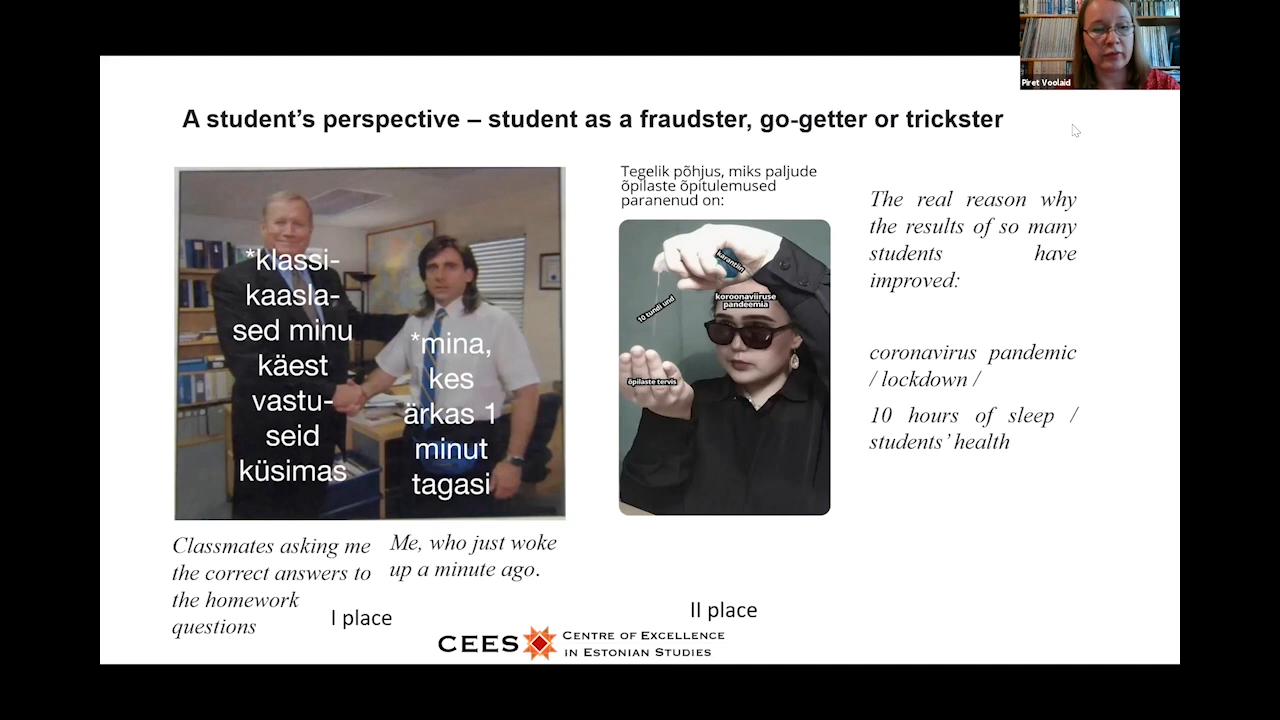 Piret Voolaid
A student's perspective – student as a fraudster, go-getter or trickster
*klassi-
kaasla-
sed minu
käest
vastu-
seid
küsimas
*mina,
kes
ärkas 1
minut
tagasi
Classmates asking me
the correct answers to
the homework
questions
Me, who just woke
up a minute ago.
I place
Tegelik põhjus, miks paljude
õpilaste õpitulemused
paranenud on:
karantiin
koroonaviiruse
pandeemia
10 tundi und
õpilaste tervis
II place
The real reason why
the results of so many
students have
improved:
coronavirus pandemic
/ lockdown /
10 hours of sleep /
students' health
CEES
CENTRE OF EXCELLENCE
IN ESTONIAN STUDIES